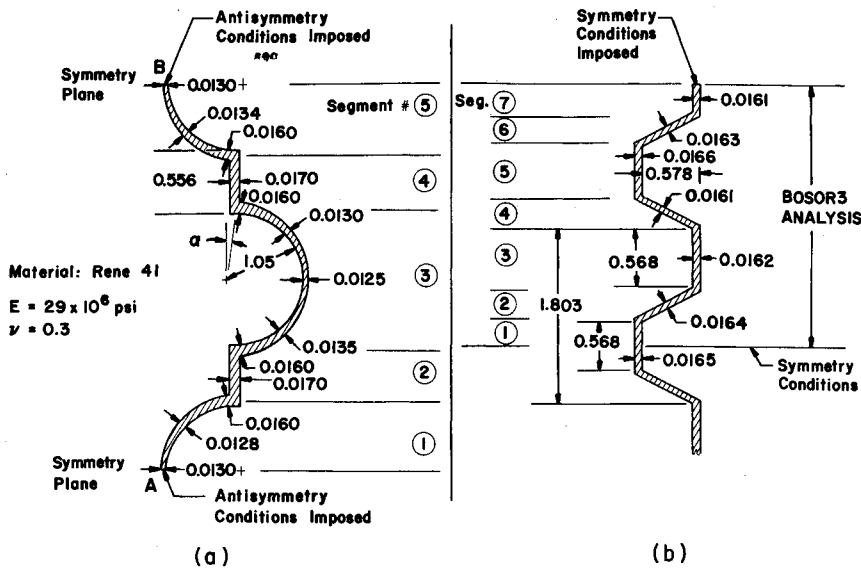 Antisymmetry
Conditions Imposed
B
Symmetry
Plane
0.0130+
0.0134
0.0160
Segment # ⑤
0.556
0.0170
④
0.0160
0.0130
α
1.05
③
0.0125
Material: Rene 41
E = 29 x 10⁶ psi
ν = 0.3
0.0135
0.0160
0.0170
②
0.0160
0.0128
①
Symmetry
Plane
0.0130+
A
Antisymmetry
Conditions Imposed
(a)
Symmetry
Conditions
Imposed
Seg. ⑦
0.0161
⑥
0.0163
0.0166
⑤
0.578
④
0.0161
BOSOR3
ANALYSIS
③
0.568
0.0162
②
1.803
0.0164
①
0.568
0.0165
Symmetry
Conditions
(b)